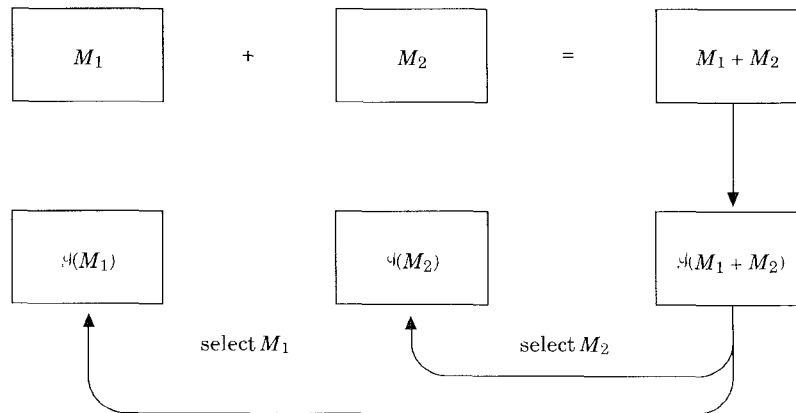 M₁ + M₂ = M₁ + M₂
𝒢(M₁) 𝒢(M₂) 𝒢(M₁ + M₂)
select M₁ select M₂